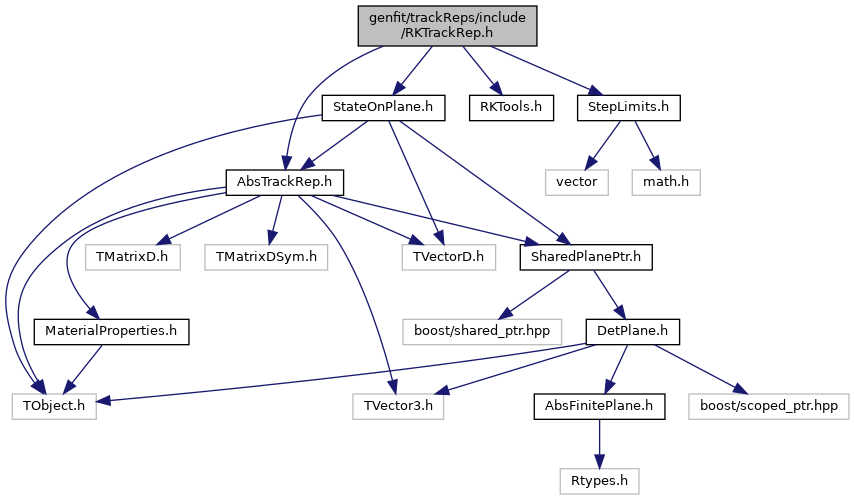 genfit/trackReps/include
/RKTrackRep.h
StateOnPlane.h
RKTools.h
StepLimits.h
AbsTrackRep.h
vector
math.h
TMatrixD.h
TMatrixDSym.h
TVectorD.h
SharedPlanePtr.h
MaterialProperties.h
boost/shared_ptr.hpp
DetPlane.h
TObject.h
TVector3.h
AbsFinitePlane.h
boost/scoped_ptr.hpp
Rtypes.h